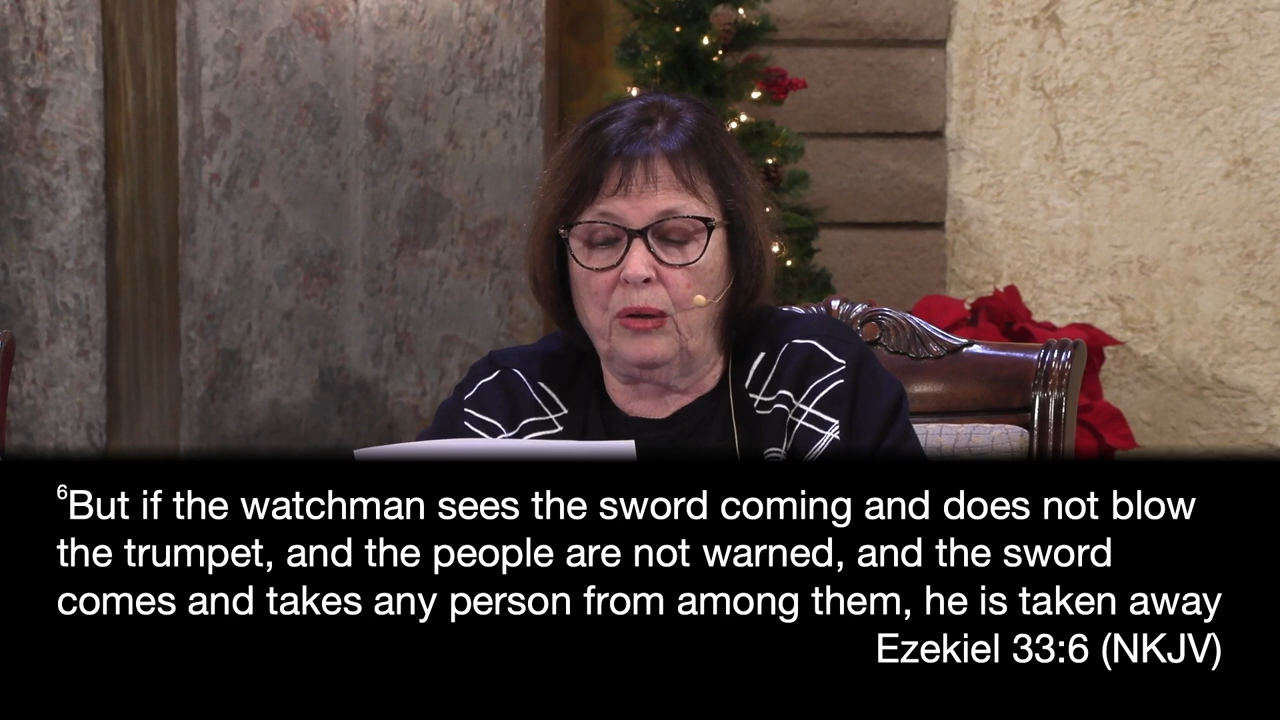 ⁶But if the watchman sees the sword coming and does not blow
the trumpet, and the people are not warned, and the sword
comes and takes any person from among them, he is taken away
Ezekiel 33:6 (NKJV)